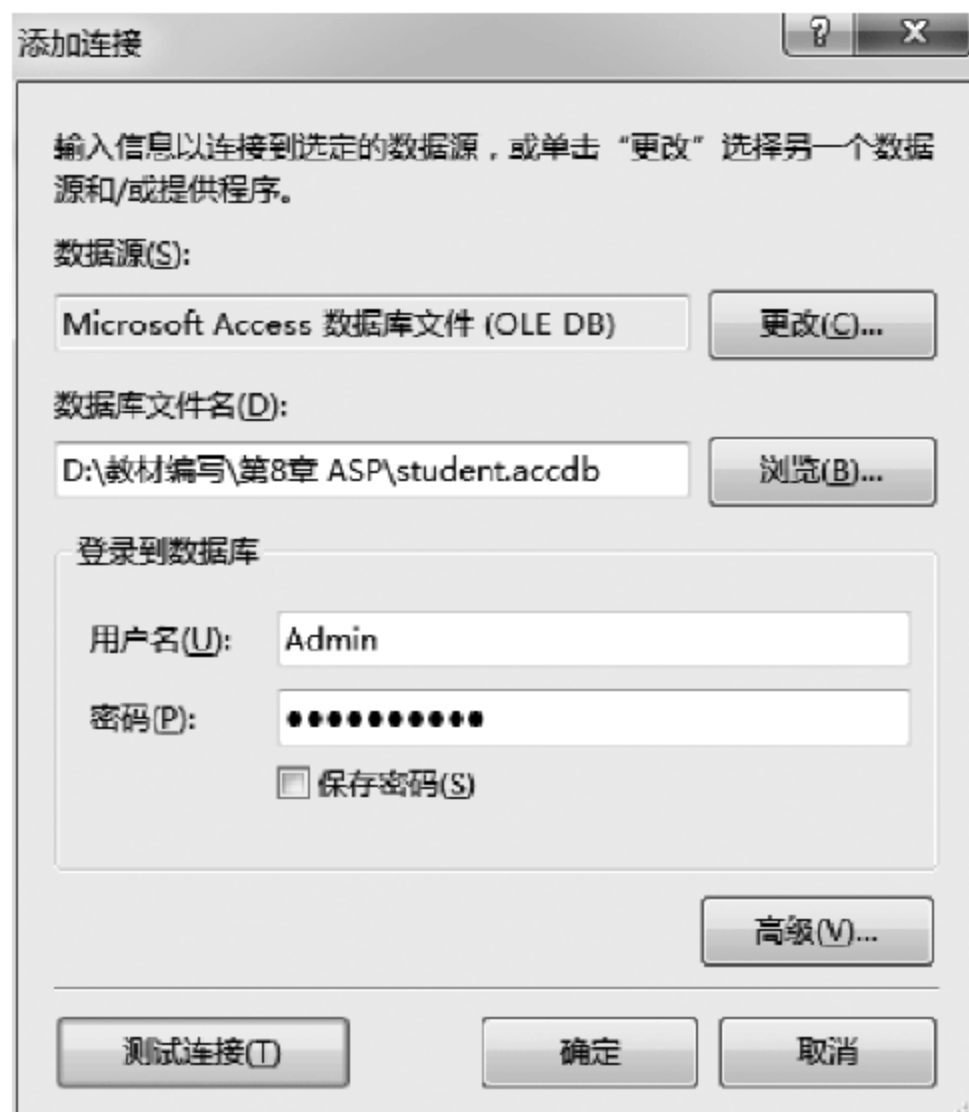 添加连接
输入信息以连接到选定的数据源，或单击“更改”选择另一个数据
源和/或提供程序。
数据源(S):
Microsoft Access 数据库文件 (OLE DB)
更改(C)...
数据库文件名(D):
D:\教材编写\第8章 ASP\student.accdb
浏览(B)...
登录到数据库
用户名(U):
Admin
密码(P):
●●●●●●●●●●
保存密码(S)
高级(V)...
测试连接(T)
确定
取消